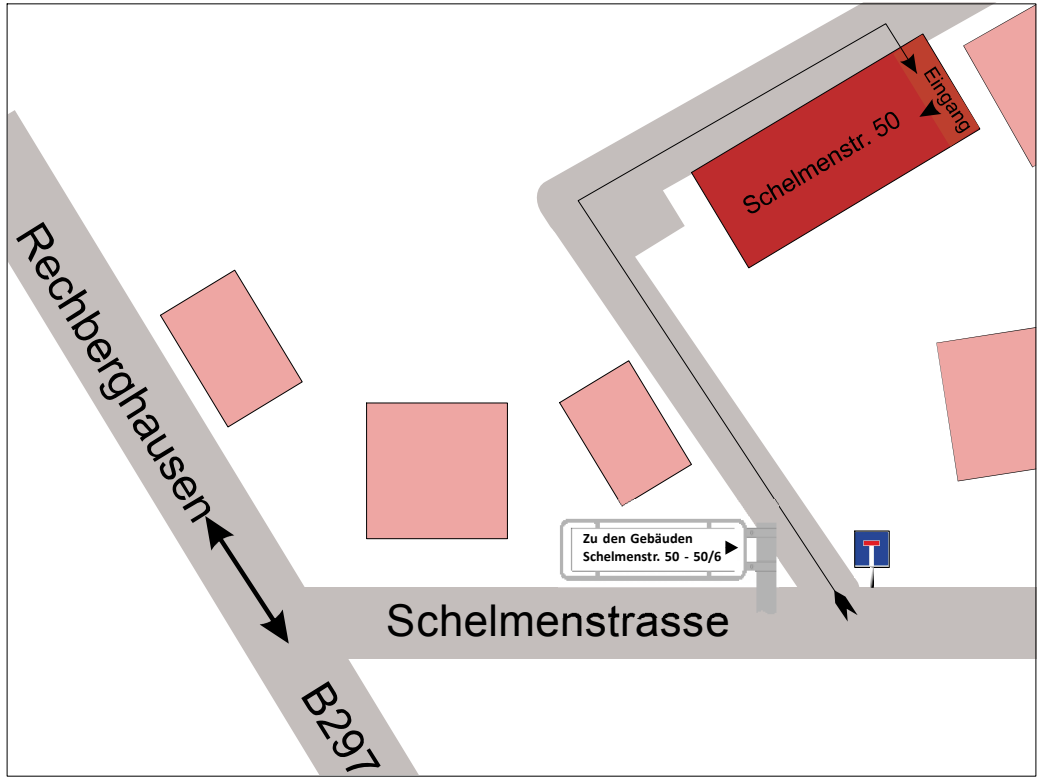 Eingang
Schelmenstr. 50
Rechberghausen
Zu den Gebäuden
Schelmenstr. 50 - 50/6
Schelmenstrasse
B297